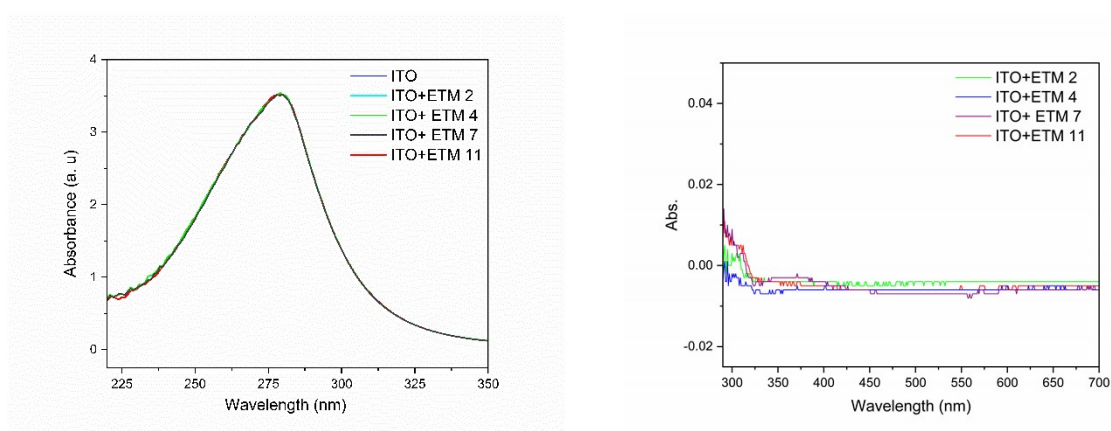 4
3
2
1
0
225
250
275
300
325
350
Absorbance (a. u)
Wavelength (nm)
ITO
ITO+ETM 2
ITO+ ETM 4
ITO+ ETM 7
ITO+ETM 11
0.04
0.02
0.00
-0.02
300
350
400
450
500
550
600
650
700
Abs.
Wavelength (nm)
ITO+ETM 2
ITO+ETM 4
ITO+ ETM 7
ITO+ETM 11